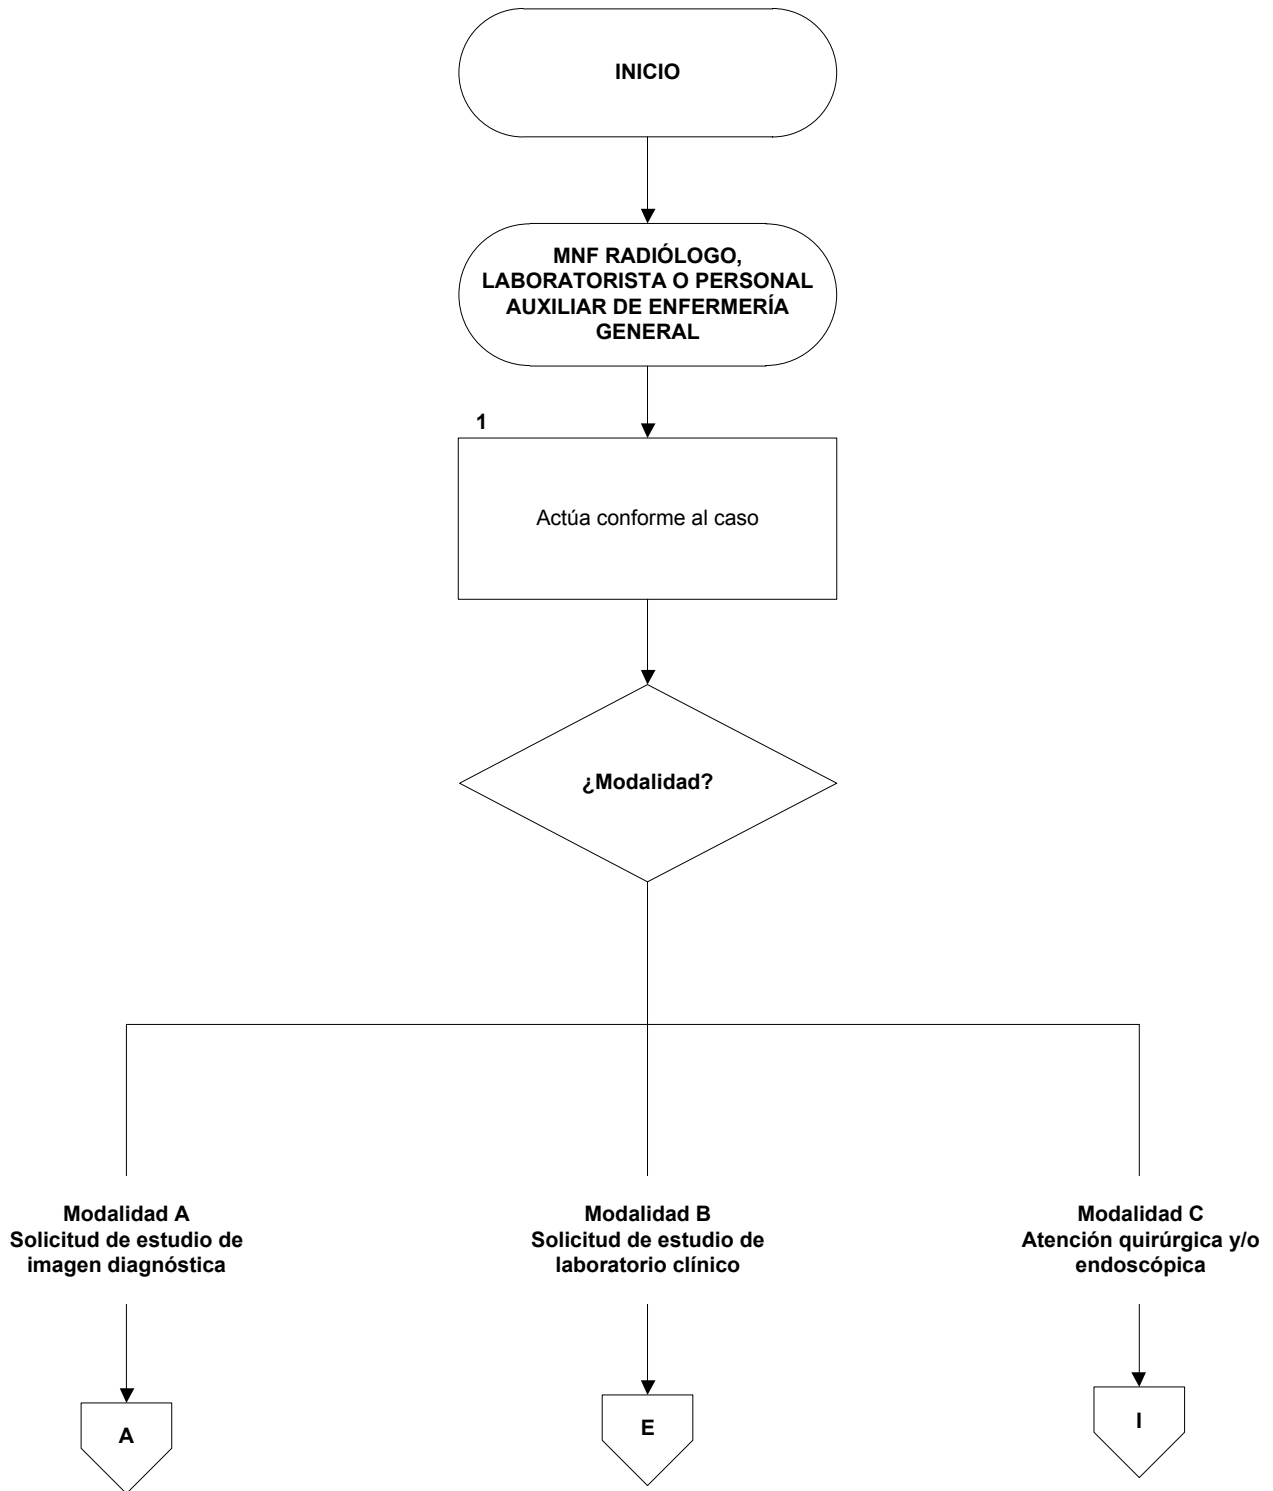 INICIO
MNF RADIÓLOGO,
LABORATORISTA O PERSONAL
AUXILIAR DE ENFERMERÍA
GENERAL
1
Actúa conforme al caso
¿Modalidad?
Modalidad A
Solicitud de estudio de
imagen diagnóstica
Modalidad B
Solicitud de estudio de
laboratorio clínico
Modalidad C
Atención quirúrgica y/o
endoscópica
A
E
I